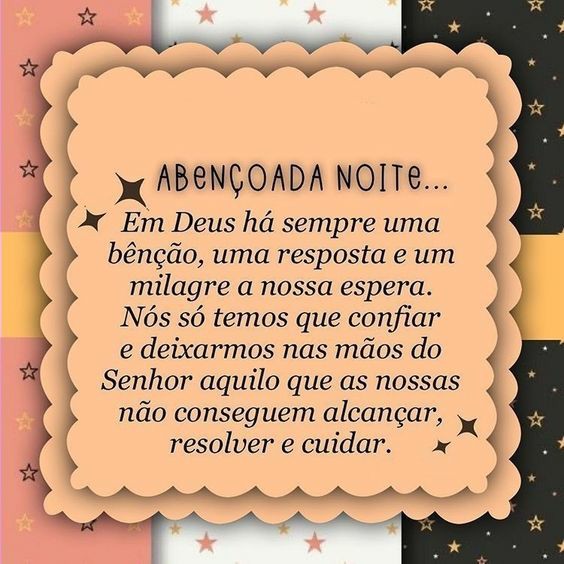 ABENÇOADA NOITE...
Em Deus há sempre uma
bênção, uma resposta e um
milagre a nossa espera.
Nós só temos que confiar
e deixarmos nas mãos do
Senhor aquilo que as nossas
não conseguem alcançar,
resolver e cuidar.